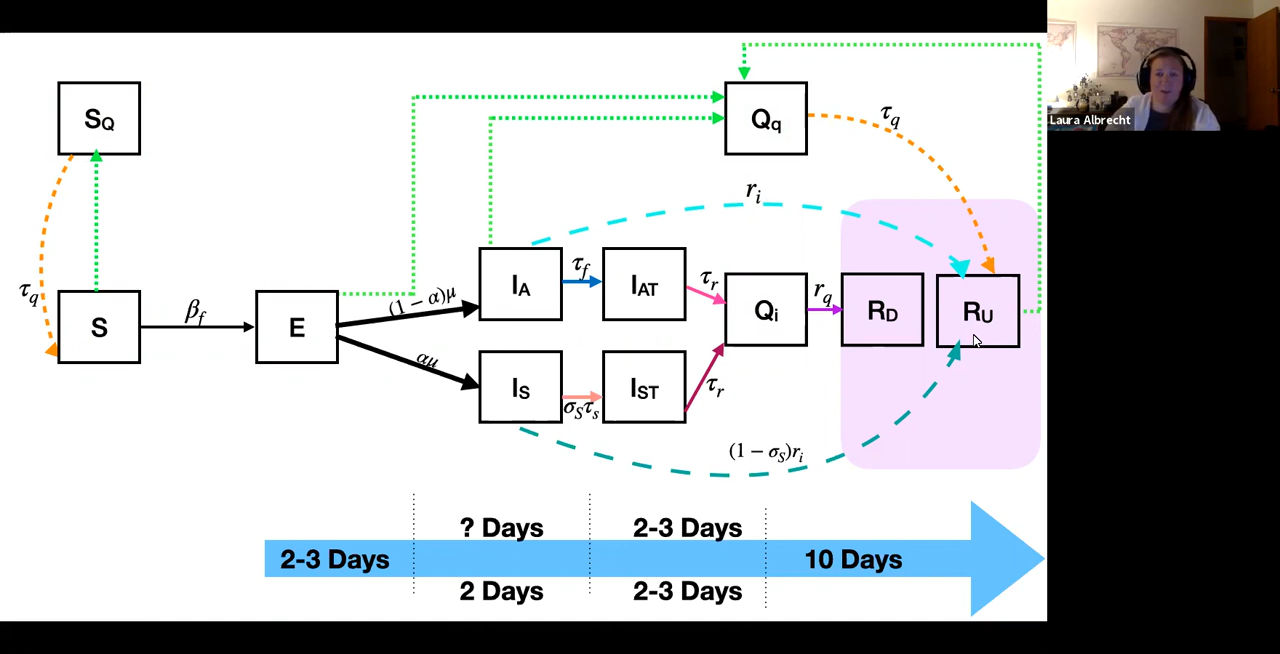 Laura Albrecht
S_Q
Q_q
τ_q
r_i
τ_q
S
β_f
E
(1 − α)μ
αμ
I_A
τ_f
I_AT
τ_r
Q_i
r_q
R_D
R_U
I_S
σ_Sτ_s
I_ST
τ_r
(1 − σ_S)r_i
? Days
2-3 Days
2-3 Days
10 Days
2 Days
2-3 Days